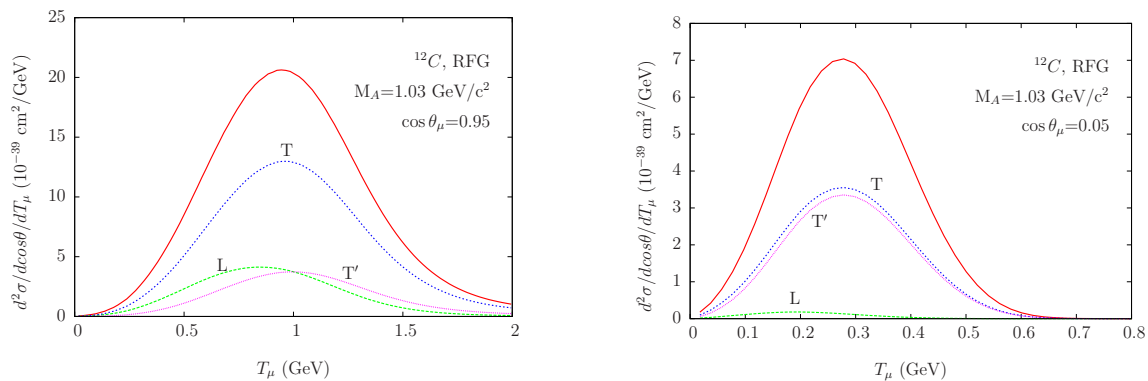 25
20
15
10
5
0
0
0.5
1
1.5
2
d²σ/dcosθ/dT_μ (10⁻³⁹ cm²/GeV)
T_μ (GeV)
¹²C, RFG
M_A=1.03 GeV/c²
cos θ_μ=0.95
T
L
T′
8
7
6
5
4
3
2
1
0
0
0.1
0.2
0.3
0.4
0.5
0.6
0.7
0.8
d²σ/dcosθ/dT_μ (10⁻³⁹ cm²/GeV)
T_μ (GeV)
¹²C, RFG
M_A=1.03 GeV/c²
cos θ_μ=0.05
T
T′
L